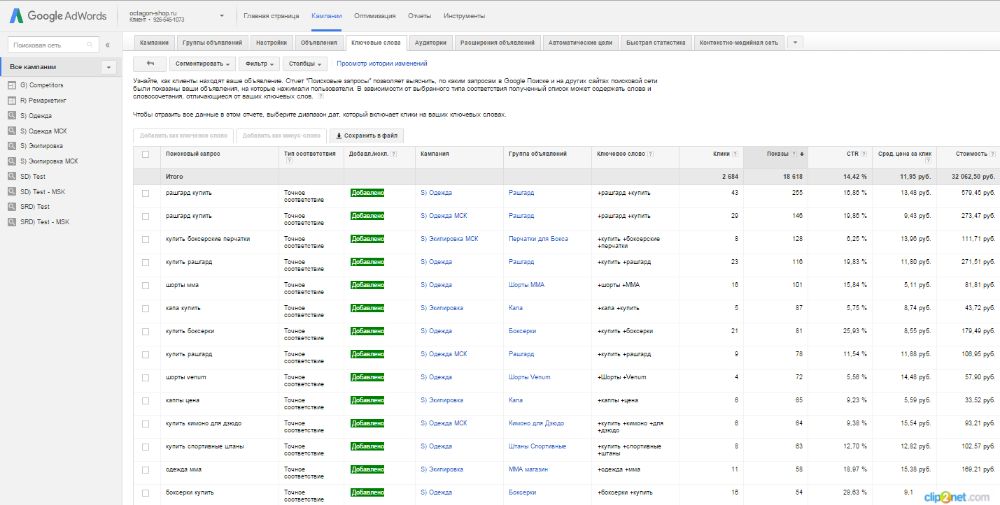 Google AdWords
octagon-shop.ru
Клиент • 926-546-1073
Главная страница Кампании Оптимизация Отчеты Инструменты
Поисковая сеть «
Все кампании
G) Competitors
R) Ремаркетинг
S) Одежда
S) Одежда МСК
S) Экипировка
S) Экипировка МСК
SD) Test
SD) Test - MSK
SRD) Test
SRD) Test - MSK
Кампании Группы объявлений Настройки Объявления Ключевые слова Аудитории Расширения объявлений Автоматические цели Быстрая статистика Контекстно-медийная сеть
Сегментировать Фильтр Столбцы Просмотр истории изменений
Узнайте, как клиенты находят ваше объявление. Отчет "Поисковые запросы" позволяет выяснить, по каким запросам в Google Поиске и на других сайтах поисковой сети
были показаны ваши объявления, на которые нажимали пользователи. В зависимости от выбранного типа соответствия полученный список может содержать слова и
словосочетания, отличающиеся от ваших ключевых слов. ?
Чтобы отразить все данные в этом отчете, выберите диапазон дат, который включает клики на ваших ключевых словах.
Добавить как ключевое слово Добавить как минус-слово Сохранить в файл
Поисковый запрос Тип соответствия ? Добавл./искл. ? Кампания Группа объявлений Ключевое слово ? Клики ? Показы ? CTR ? Сред. цена за клик ? Стоимость ?
Итого 2 684 18 618 14,42 % 11,95 руб. 32 062,50 руб.
рашгард купить Точное Добавлено S) Одежда Рашгард +рашгард +купить 43 255 16,86 % 13,48 руб. 579,45 руб.
соответствие
рашгард купить Точное Добавлено S) Одежда МСК Рашгард +рашгард +купить 29 146 19,86 % 9,43 руб. 273,47 руб.
соответствие
купить боксерские перчатки Точное Добавлено S) Экипировка МСК Перчатки для Бокса +купить +боксерские 8 128 6,25 % 13,96 руб. 111,71 руб.
соответствие +перчатки
купить рашгард Точное Добавлено S) Одежда Рашгард +купить +рашгард 23 116 19,83 % 11,80 руб. 271,51 руб.
соответствие
шорты мма Точное Добавлено S) Одежда Шорты ММА +шорты +ММА 16 101 15,84 % 5,11 руб. 81,81 руб.
соответствие
капа купить Точное Добавлено S) Экипировка Капа +капа +купить 5 87 5,75 % 8,74 руб. 43,72 руб.
соответствие
купить боксерки Точное Добавлено S) Одежда Боксерки +купить +боксерки 21 81 25,93 % 8,55 руб. 179,49 руб.
соответствие
купить рашгард Точное Добавлено S) Одежда МСК Рашгард +купить +рашгард 9 78 11,54 % 11,88 руб. 106,95 руб.
соответствие
шорты venum Точное Добавлено S) Одежда Шорты Venum +Шорты +Venum 4 72 5,56 % 14,48 руб. 57,90 руб.
соответствие
каппы цена Точное Добавлено S) Экипировка Капа +каппы +цена 6 65 9,23 % 5,59 руб. 33,52 руб.
соответствие
купить кимоно для дзюдо Точное Добавлено S) Одежда МСК Кимоно для Дзюдо +купить +кимоно +для 6 64 9,38 % 15,54 руб. 93,21 руб.
соответствие +дзюдо
купить спортивные штаны Точное Добавлено S) Одежда Штаны Спортивные +купить +спортивные 8 63 12,70 % 12,82 руб. 102,57 руб.
соответствие +штаны
одежда мма Точное Добавлено S) Экипировка ММА магазин +одежда +мма 11 58 18,97 % 15,38 руб. 169,21 руб.
соответствие
боксерки купить Точное Добавлено S) Одежда Боксерки +боксерки +купить 16 54 29,63 % 9,1
соответствие
clip2net.com